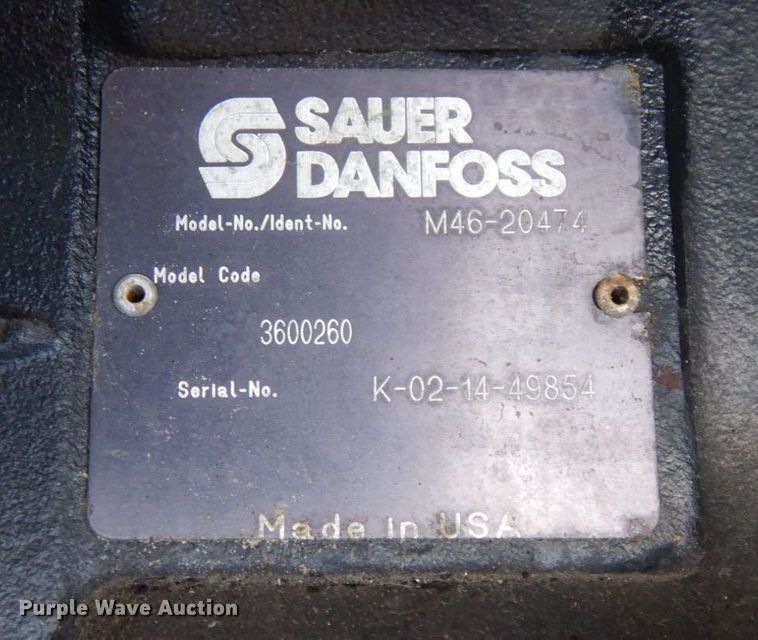 SAUER
DANFOSS
Model-No./Ident-No. M46-20474
Model Code
3600260
Serial-No. K-02-14-49854
Made in USA
Purple Wave Auction